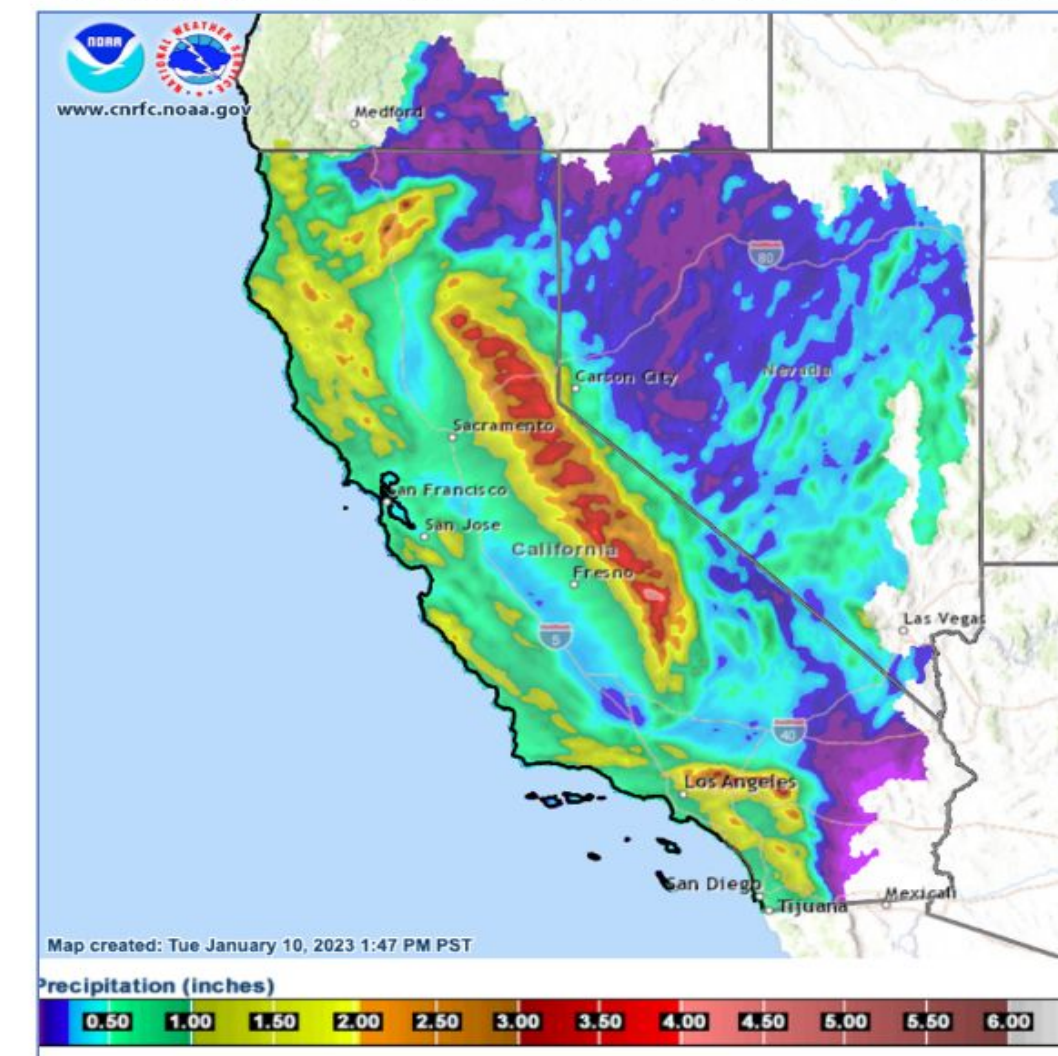 NOAA
NATIONAL WEATHER SERVICE
www.cnrfc.noaa.gov
Medford
80
Nevada
Carson City
Sacramento
San Francisco
San Jose
California
Fresno
Las Vegas
5
40
Los Angeles
San Diego
Mexicali
Tijuana
Map created: Tue January 10, 2023 1:47 PM PST
Precipitation (inches)
0.50 1.00 1.50 2.00 2.50 3.00 3.50 4.00 4.50 5.00 5.50 6.00